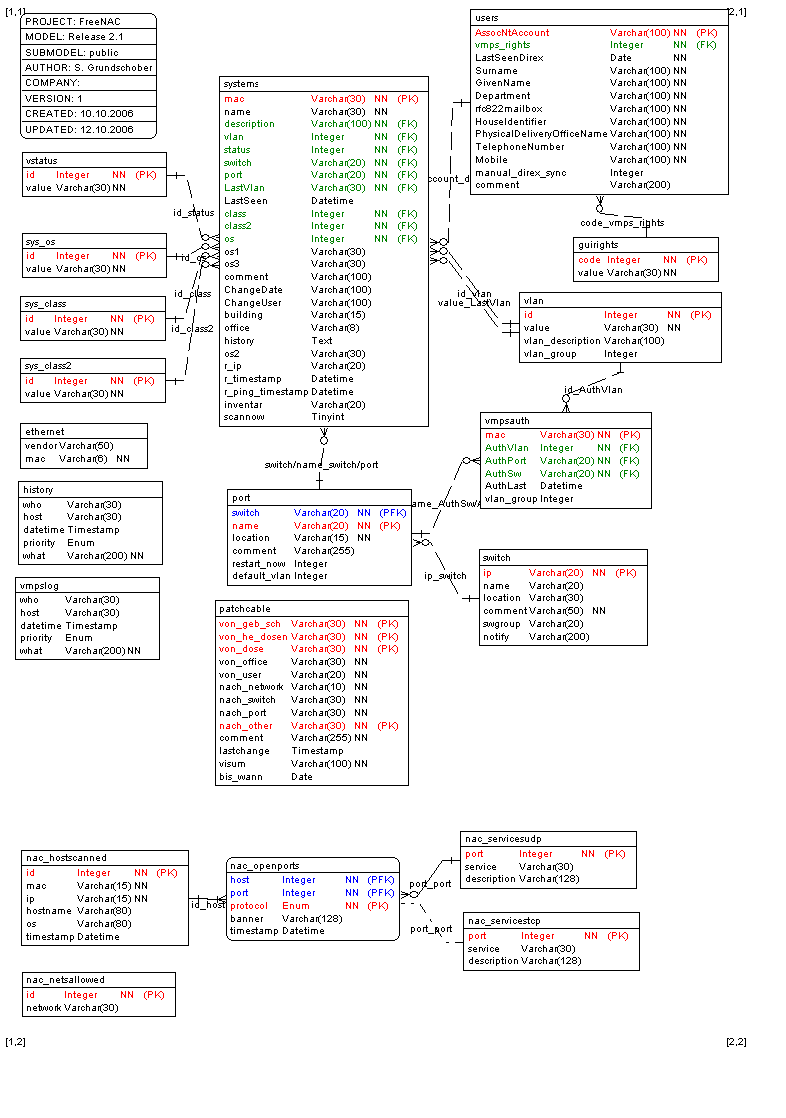 [1,1]
[2,1]
PROJECT: FreeNAC
MODEL: Release 2.1
SUBMODEL: public
AUTHOR: S. Grundschober
COMPANY:
VERSION: 1
CREATED: 10.10.2006
UPDATED: 12.10.2006
users
AssocNtAccount Varchar(100) NN (PK)
vmps_rights Integer NN (FK)
LastSeenDirex Date NN
Surname Varchar(100) NN
GivenName Varchar(100) NN
Department Varchar(100) NN
rfc822mailbox Varchar(100) NN
HouseIdentifier Varchar(100) NN
PhysicalDeliveryOfficeName Varchar(100) NN
TelephoneNumber Varchar(100) NN
Mobile Varchar(100) NN
manual_direx_sync Integer
comment Varchar(200)
systems
mac Varchar(30) NN (PK)
name Varchar(30) NN
description Varchar(100) NN (FK)
vlan Integer NN (FK)
status Integer NN (FK)
switch Varchar(20) NN (FK)
port Varchar(20) NN (FK)
LastVlan Varchar(30) NN (FK)
LastSeen Datetime
class Integer NN (FK)
class2 Integer NN (FK)
os Integer NN (FK)
os1 Varchar(30)
os3 Varchar(30)
comment Varchar(100)
ChangeDate Varchar(100)
ChangeUser Varchar(100)
building Varchar(15)
office Varchar(8)
history Text
os2 Varchar(30)
r_ip Varchar(20)
r_timestamp Datetime
r_ping_timestamp Datetime
inventar Varchar(20)
scannow Tinyint
vstatus
id Integer NN (PK)
value Varchar(30) NN
id_status
ccount_d
code_vmps_rights
sys_os
id Integer NN (PK)
value Varchar(30) NN
guirights
code Integer NN (PK)
value Varchar(30) NN
sys_class
id Integer NN (PK)
value Varchar(30) NN
id_class
id_class2
id_vlan
value_LastVlan
vlan
id Integer NN (PK)
value Varchar(30) NN
vlan_description Varchar(100)
vlan_group Integer
sys_class2
id Integer NN (PK)
value Varchar(30) NN
id_AuthVlan
ethernet
vendor Varchar(50)
mac Varchar(6) NN
vmpsauth
mac Varchar(30) NN (PK)
AuthVlan Integer NN (FK)
AuthPort Varchar(20) NN (FK)
AuthSw Varchar(20) NN (FK)
AuthLast Datetime
vlan_group Integer
switch/name_switch/port
history
who Varchar(30)
host Varchar(30)
datetime Timestamp
priority Enum
what Varchar(200) NN
port
switch Varchar(20) NN (PFK)
name Varchar(20) NN (PK)
location Varchar(15) NN
comment Varchar(255)
restart_now Integer
default_vlan Integer
ip_switch
switch
ip Varchar(20) NN (PK)
name Varchar(20)
location Varchar(30)
comment Varchar(50) NN
swgroup Varchar(20)
notify Varchar(200)
vmpslog
who Varchar(30)
host Varchar(30)
datetime Timestamp
priority Enum
what Varchar(200) NN
patchcable
von_geb_sch Varchar(30) NN (PK)
von_he_dosen Varchar(30) NN (PK)
von_dose Varchar(30) NN (PK)
von_office Varchar(30) NN
von_user Varchar(20) NN
nach_network Varchar(10) NN
nach_switch Varchar(30) NN
nach_port Varchar(30) NN
nach_other Varchar(30) NN (PK)
comment Varchar(255) NN
lastchange Timestamp
visum Varchar(100) NN
bis_wann Date
nac_hostscanned
id Integer NN (PK)
mac Varchar(15) NN
ip Varchar(15) NN
hostname Varchar(80)
os Varchar(80)
timestamp Datetime
id_host
nac_openports
host Integer NN (PFK)
port Integer NN (PFK)
protocol Enum NN (PK)
banner Varchar(128)
timestamp Datetime
port_port
nac_servicesudp
port Integer NN (PK)
service Varchar(30)
description Varchar(128)
port_port
nac_servicestcp
port Integer NN (PK)
service Varchar(30)
description Varchar(128)
nac_netsallowed
id Integer NN (PK)
network Varchar(30)
[1,2]
[2,2]